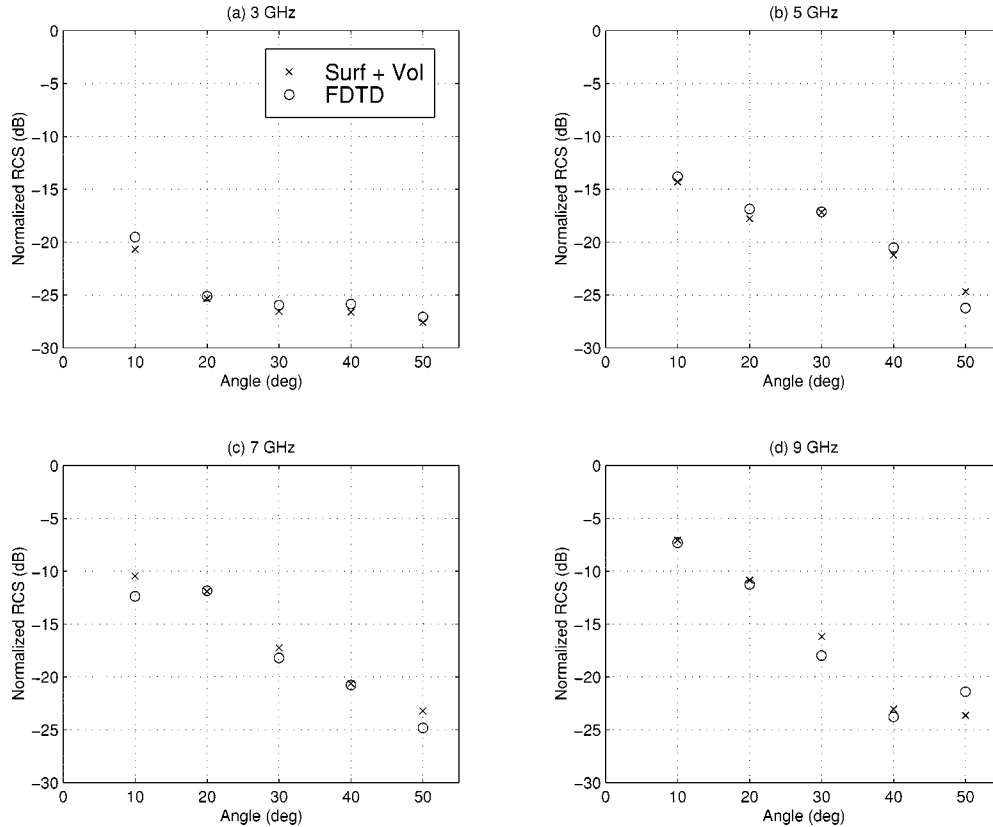 (a) 3 GHz
0
−5
−10
−15
−20
−25
−30
Normalized RCS (dB)
× Surf + Vol
○ FDTD
0 10 20 30 40 50
Angle (deg)
(b) 5 GHz
0
−5
−10
−15
−20
−25
−30
Normalized RCS (dB)
0 10 20 30 40 50
Angle (deg)
(c) 7 GHz
0
−5
−10
−15
−20
−25
−30
Normalized RCS (dB)
0 10 20 30 40 50
Angle (deg)
(d) 9 GHz
0
−5
−10
−15
−20
−25
−30
Normalized RCS (dB)
0 10 20 30 40 50
Angle (deg)